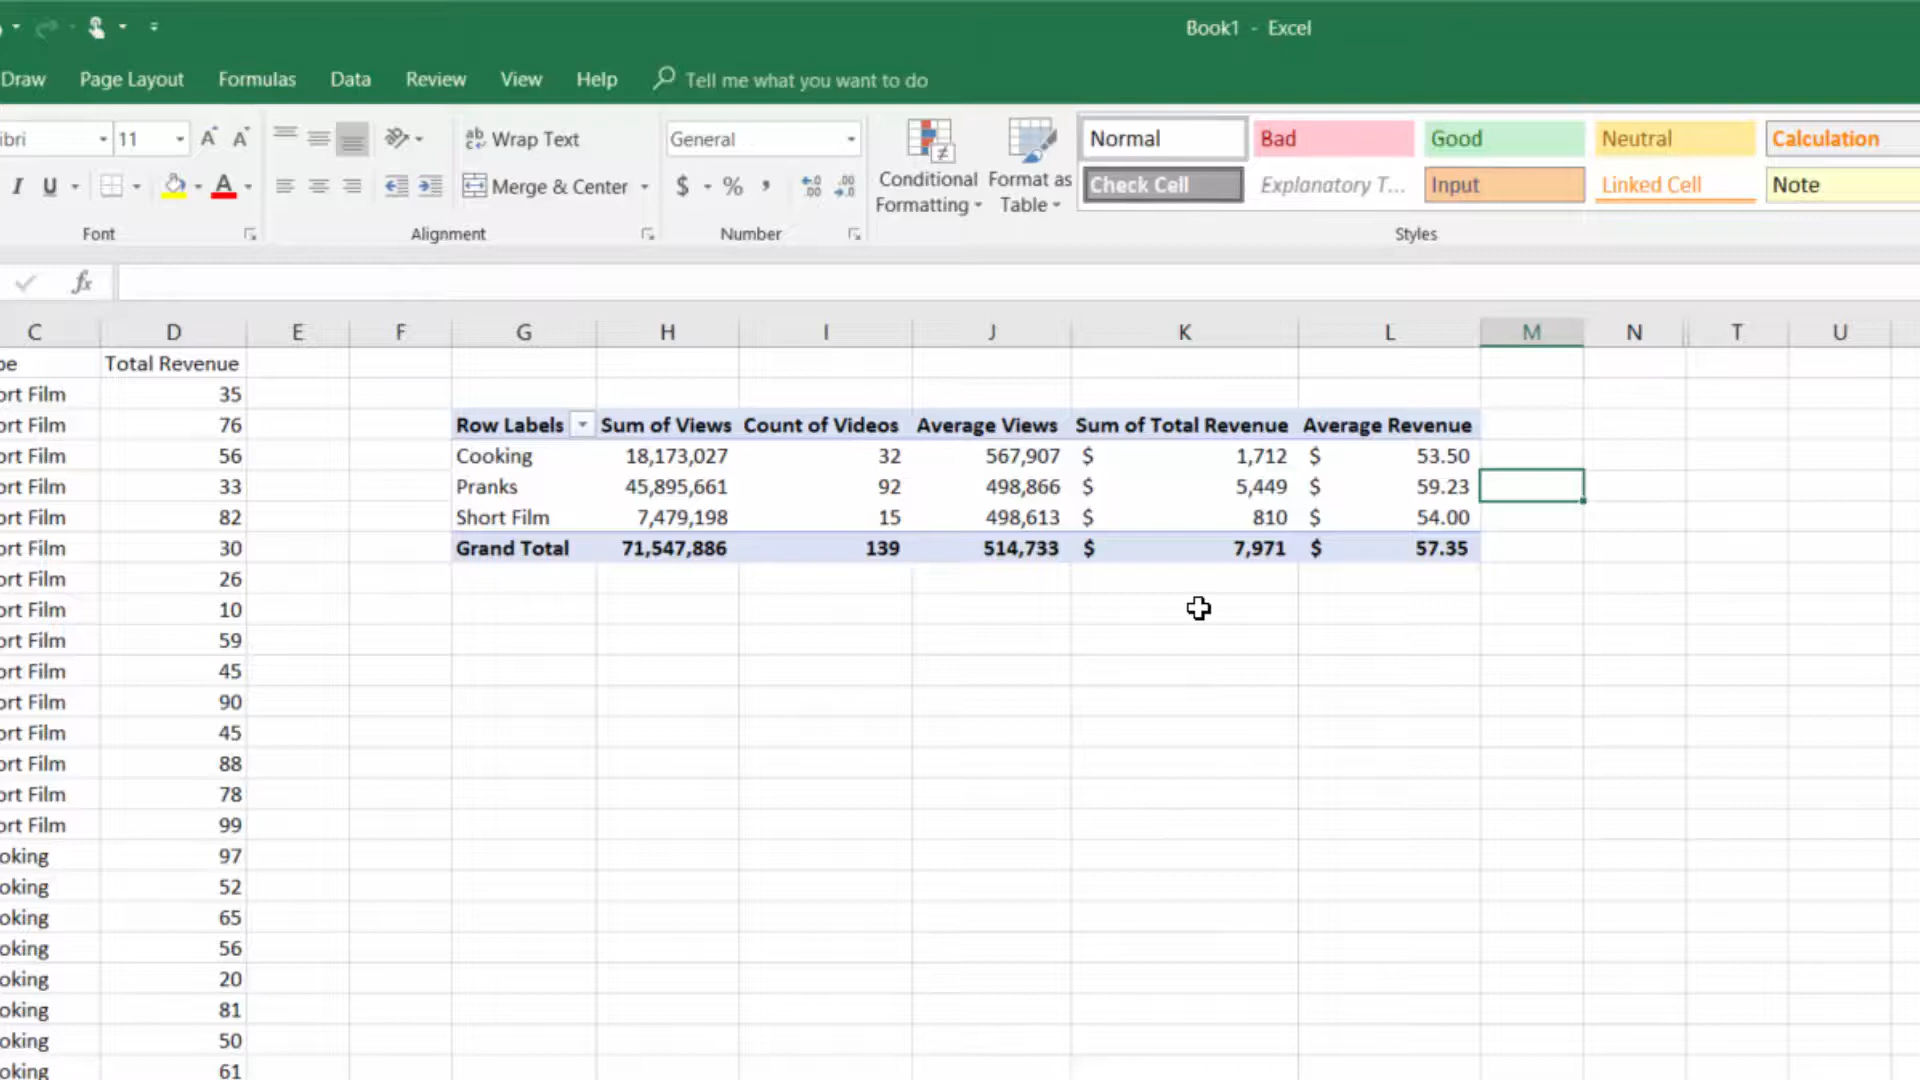 Book1 - Excel
Draw Page Layout Formulas Data Review View Help Tell me what you want to do
ibri 11 Wrap Text General Conditional Formatting Format as Table Normal Bad Good Neutral Calculation
I U A Merge & Center $ % Check Cell Explanatory T... Input Linked Cell Note
Font Alignment Number Styles
fx
C D E F G H I J K L M N T U
pe Total Revenue
ort Film 35
ort Film 76 Row Labels Sum of Views Count of Videos Average Views Sum of Total Revenue Average Revenue
ort Film 56 Cooking 18,173,027 32 567,907 $ 1,712 $ 53.50
ort Film 33 Pranks 45,895,661 92 498,866 $ 5,449 $ 59.23
ort Film 82 Short Film 7,479,198 15 498,613 $ 810 $ 54.00
ort Film 30 Grand Total 71,547,886 139 514,733 $ 7,971 $ 57.35
ort Film 26
ort Film 10
ort Film 59
ort Film 45
ort Film 90
ort Film 45
ort Film 88
ort Film 78
ort Film 99
oking 97
oking 52
oking 65
oking 56
oking 20
oking 81
oking 50
oking 61